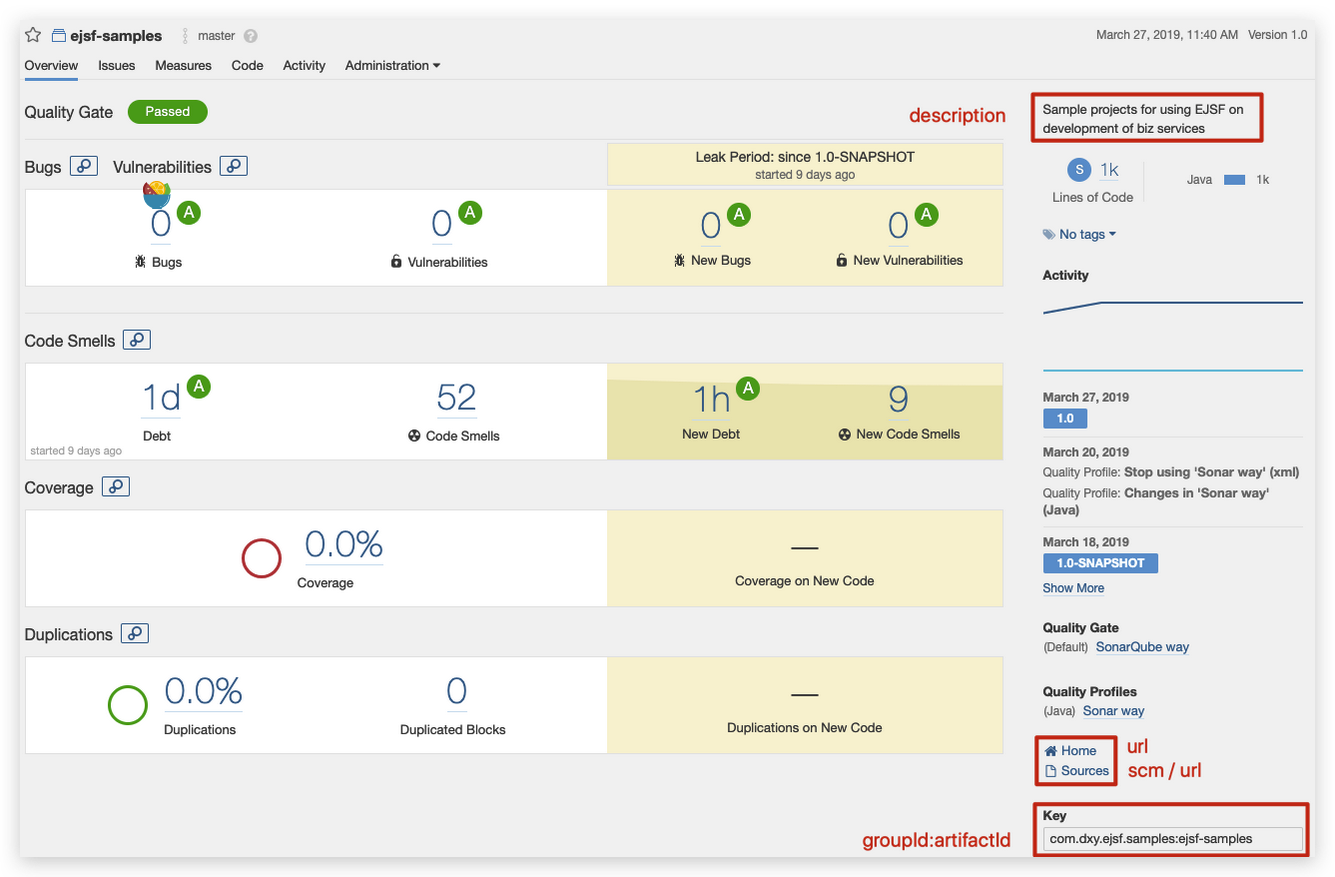 ejsf-samples master
March 27, 2019, 11:40 AM Version 1.0
Overview Issues Measures Code Activity Administration
Quality Gate Passed
description
Sample projects for using EJSF on
development of biz services
Bugs Vulnerabilities
Leak Period: since 1.0-SNAPSHOT
started 9 days ago
0 A
Bugs
0 A
Vulnerabilities
0 A
New Bugs
0 A
New Vulnerabilities
S 1k
Lines of Code
Java 1k
No tags
Activity
Code Smells
1d A
Debt
started 9 days ago
52
Code Smells
1h A
New Debt
9
New Code Smells
March 27, 2019
1.0
March 20, 2019
Quality Profile: Stop using 'Sonar way' (xml)
Quality Profile: Changes in 'Sonar way'
(Java)
March 18, 2019
1.0-SNAPSHOT
Show More
Coverage
0.0%
Coverage
—
Coverage on New Code
Duplications
0.0%
Duplications
0
Duplicated Blocks
—
Duplications on New Code
Quality Gate
(Default) SonarQube way
Quality Profiles
(Java) Sonar way
Home url
Sources scm / url
Key
groupId:artifactId
com.dxy.ejsf.samples:ejsf-samples